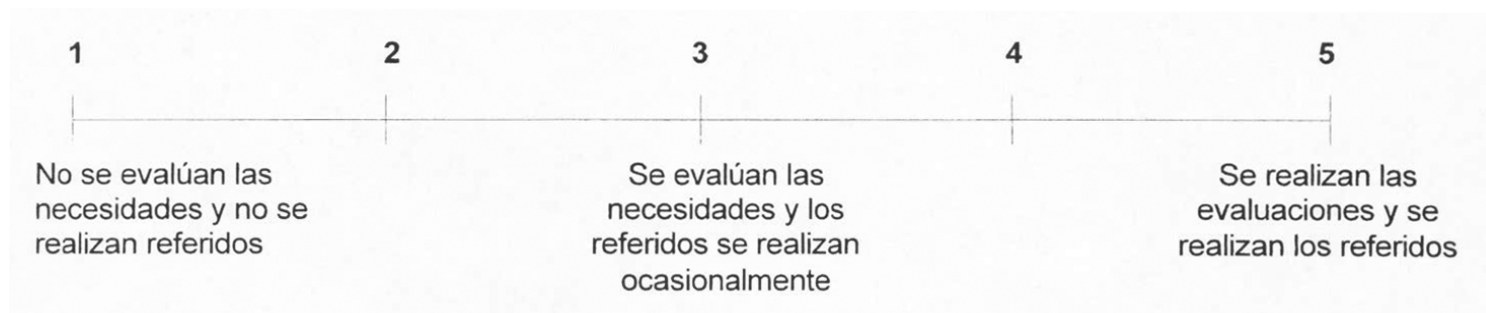 1 2 3 4 5
No se evalúan las
necesidades y no se
realizan referidos
Se evalúan las
necesidades y los
referidos se realizan
ocasionalmente
Se realizan las
evaluaciones y se
realizan los referidos